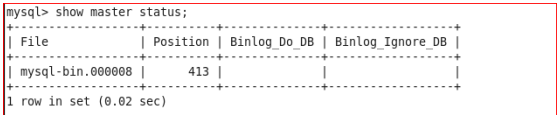 mysql> show master status;
+------------------+----------+--------------+------------------+
| File             | Position | Binlog_Do_DB | Binlog_Ignore_DB |
+------------------+----------+--------------+------------------+
| mysql-bin.000008 |      413 |              |                  |
+------------------+----------+--------------+------------------+
1 row in set (0.02 sec)